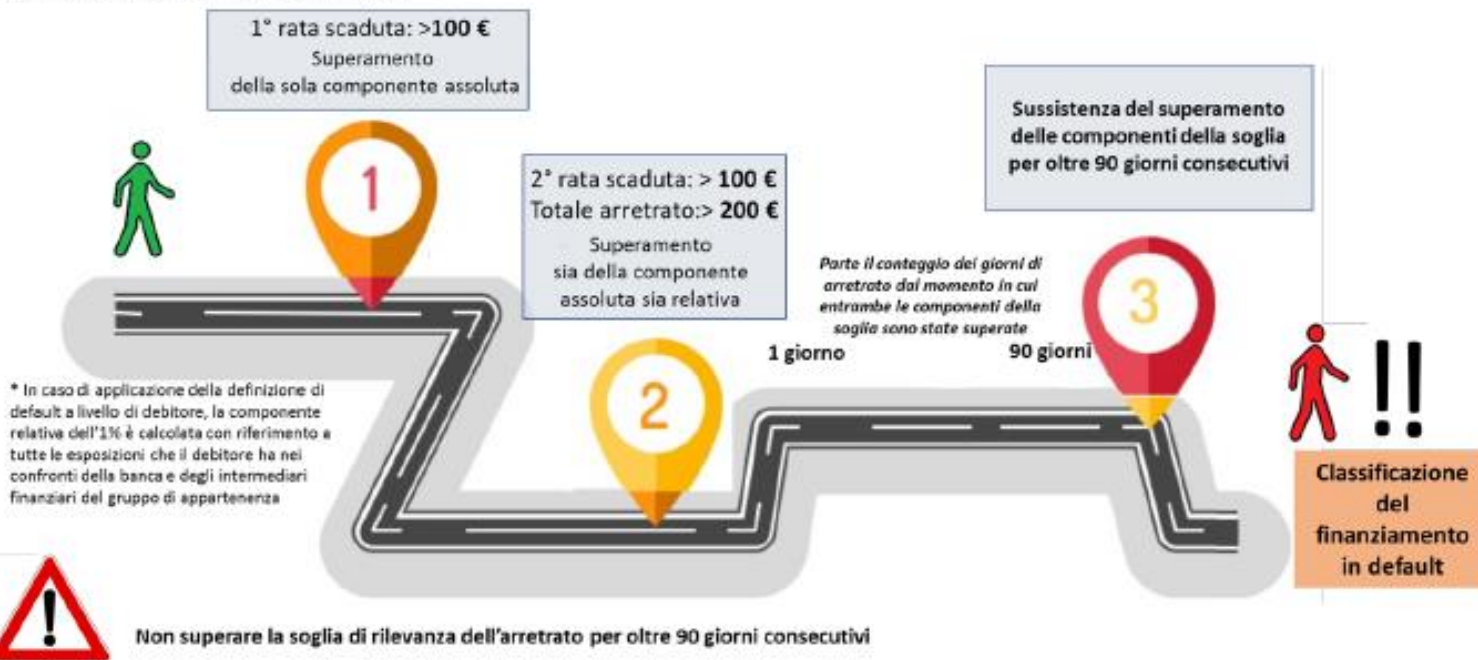 1° rata scaduta: >100 €
Superamento
della sola componente assoluta
1
2° rata scaduta: > 100 €
Totale arretrato:> 200 €
Superamento
sia della componente
assoluta sia relativa
2
Sussistenza del superamento
delle componenti della soglia
per oltre 90 giorni consecutivi
Parte il conteggio dei giorni di
arretrato dal momento in cui
entrambe le componenti della
soglia sono state superate
1 giorno
90 giorni
3
!!
* In caso di applicazione della definizione di
default a livello di debitore, la componente
relativa dell'1% è calcolata con riferimento a
tutte le esposizioni che il debitore ha nei
confronti della banca e degli intermediari
finanziari del gruppo di appartenenza
Classificazione
del
finanziamento
in default
!
Non superare la soglia di rilevanza dell'arretrato per oltre 90 giorni consecutivi